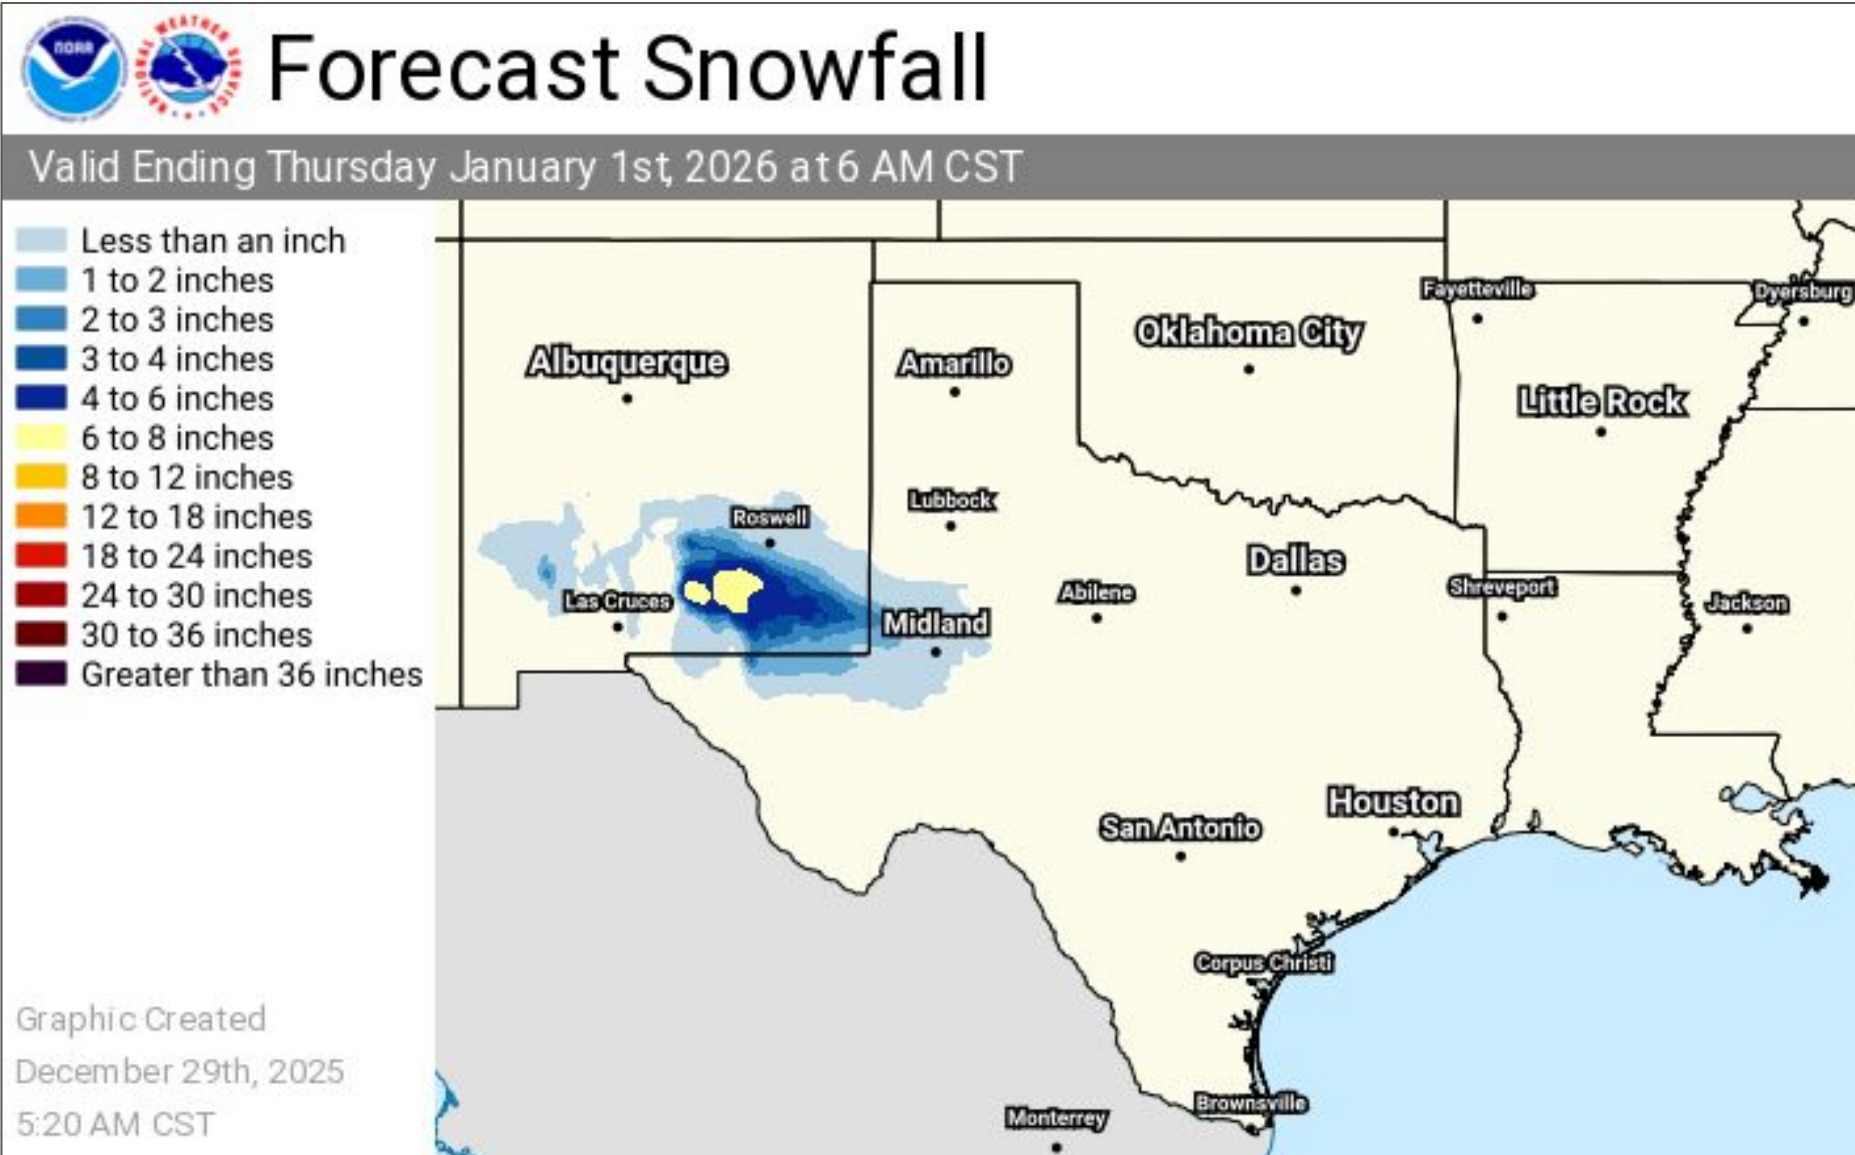 NOAA
NATIONAL WEATHER SERVICE
Forecast Snowfall
Valid Ending Thursday January 1st, 2026 at 6 AM CST
Less than an inch
1 to 2 inches
2 to 3 inches
3 to 4 inches
4 to 6 inches
6 to 8 inches
8 to 12 inches
12 to 18 inches
18 to 24 inches
24 to 30 inches
30 to 36 inches
Greater than 36 inches
Graphic Created
December 29th, 2025
5:20 AM CST
Fayetteville
Dyersburg
Oklahoma City
Albuquerque
Amarillo
Little Rock
Lubbock
Roswell
Dallas
Abilene
Shreveport
Las Cruces
Jackson
Midland
Houston
San Antonio
Corpus Christi
Brownsville
Monterrey